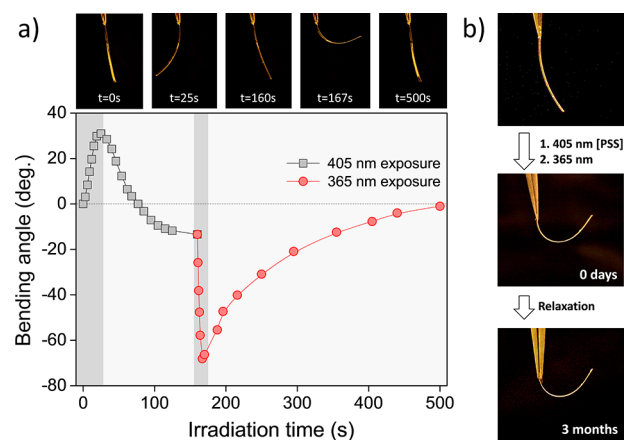 a)
t=0s
t=25s
t=160s
t=167s
t=500s
Bending angle (deg.)
40
20
0
-20
-40
-60
-80
405 nm exposure
365 nm exposure
0
100
200
300
400
500
Irradiation time (s)
b)
1. 405 nm [PSS]
2. 365 nm
0 days
Relaxation
3 months